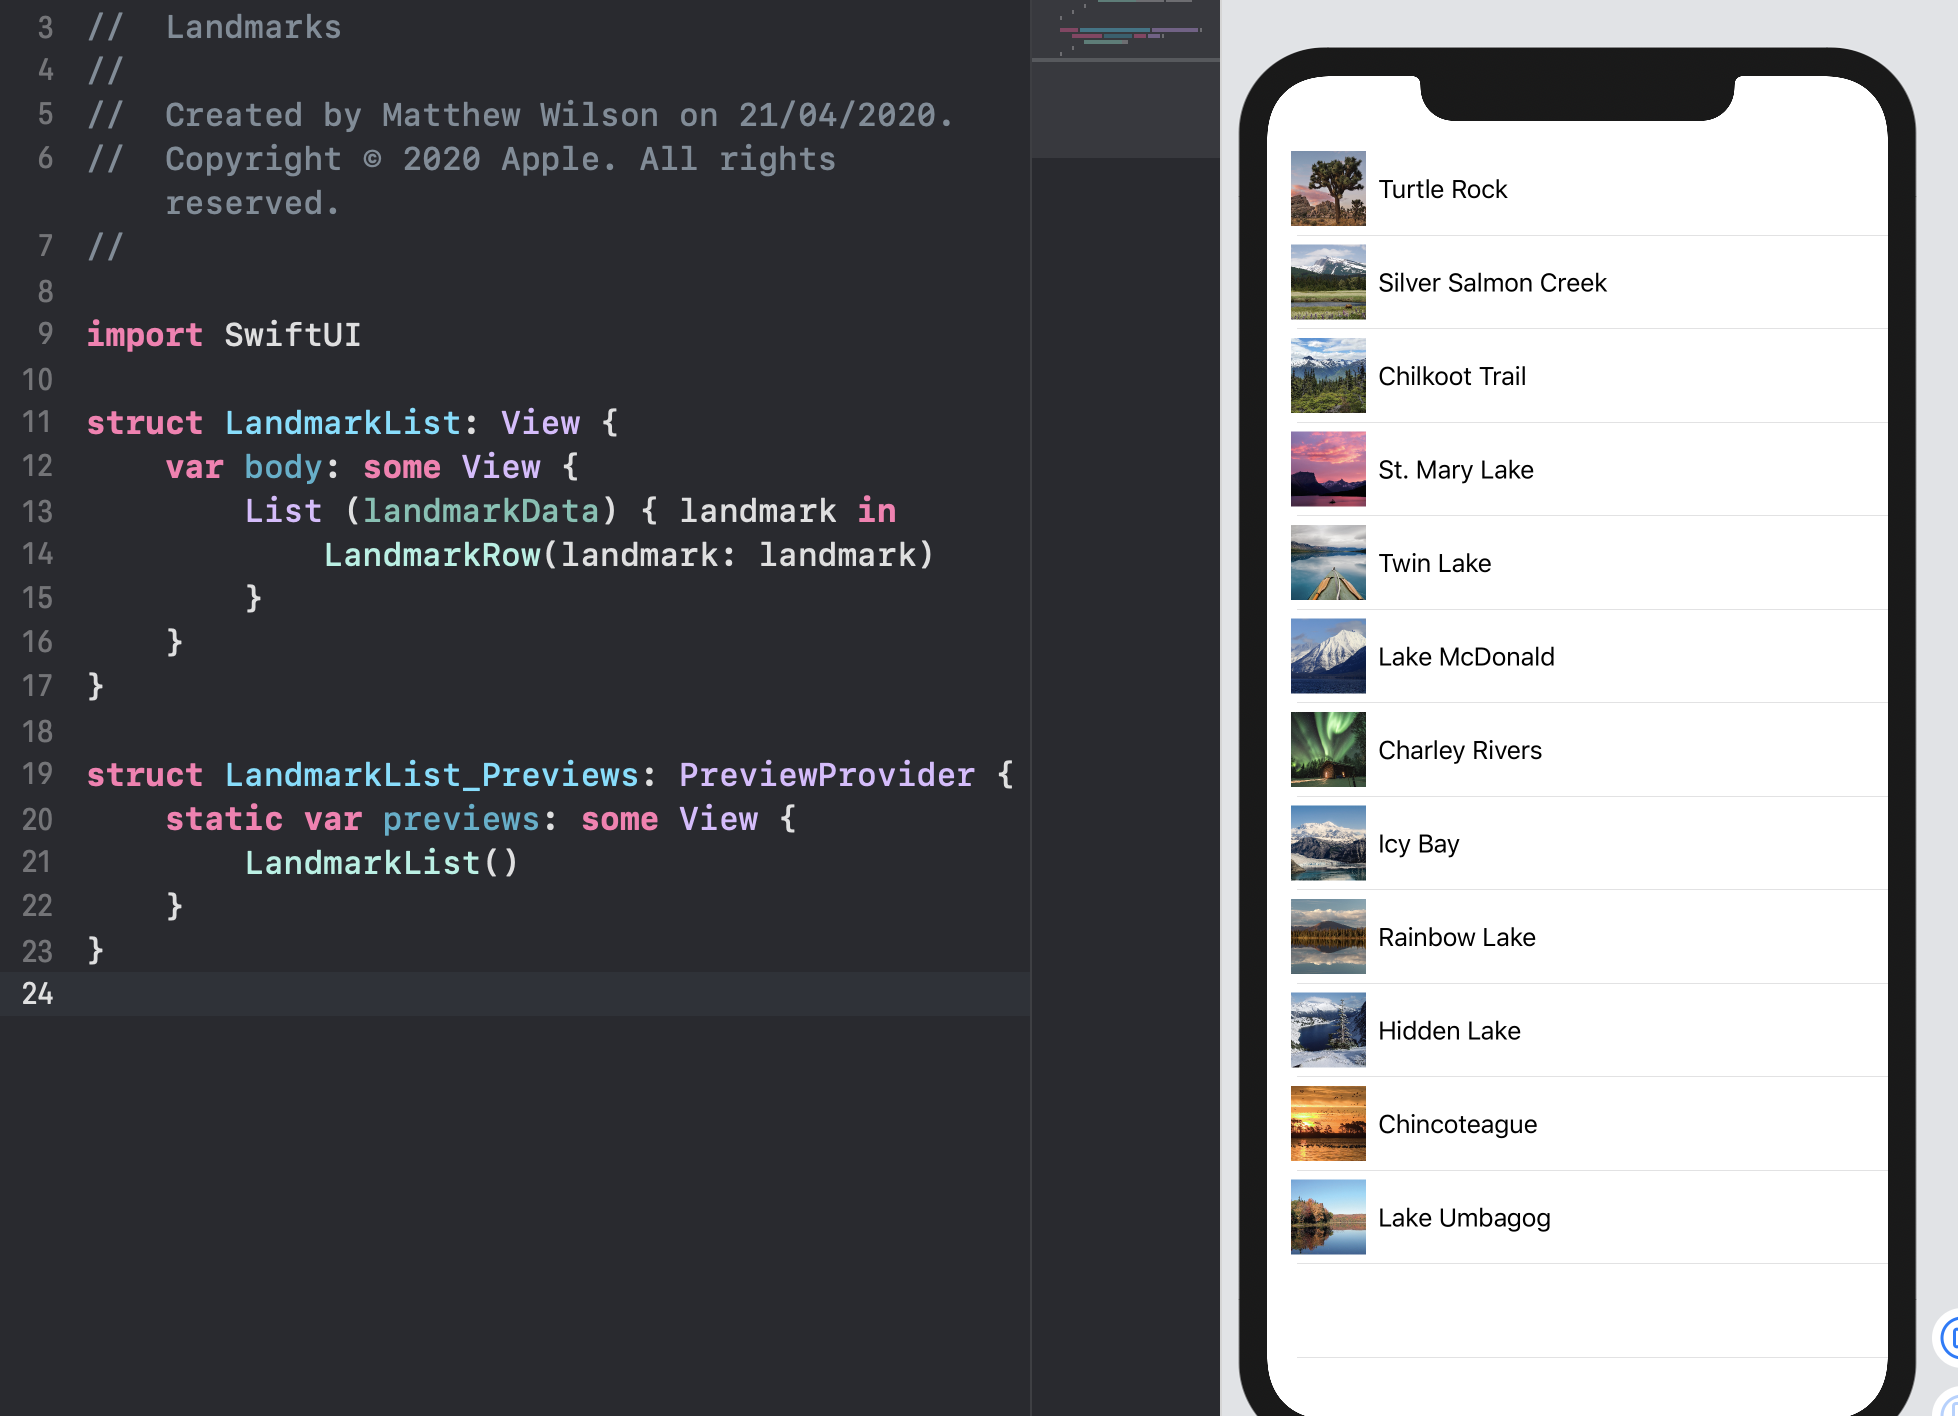 3 //  Landmarks
4 //
5 //  Created by Matthew Wilson on 21/04/2020.
6 //  Copyright © 2020 Apple. All rights
    reserved.
7 //
8
9 import SwiftUI
10
11 struct LandmarkList: View {
12     var body: some View {
13         List (landmarkData) { landmark in
14             LandmarkRow(landmark: landmark)
15         }
16     }
17 }
18
19 struct LandmarkList_Previews: PreviewProvider {
20     static var previews: some View {
21         LandmarkList()
22     }
23 }
24
Turtle Rock
Silver Salmon Creek
Chilkoot Trail
St. Mary Lake
Twin Lake
Lake McDonald
Charley Rivers
Icy Bay
Rainbow Lake
Hidden Lake
Chincoteague
Lake Umbagog